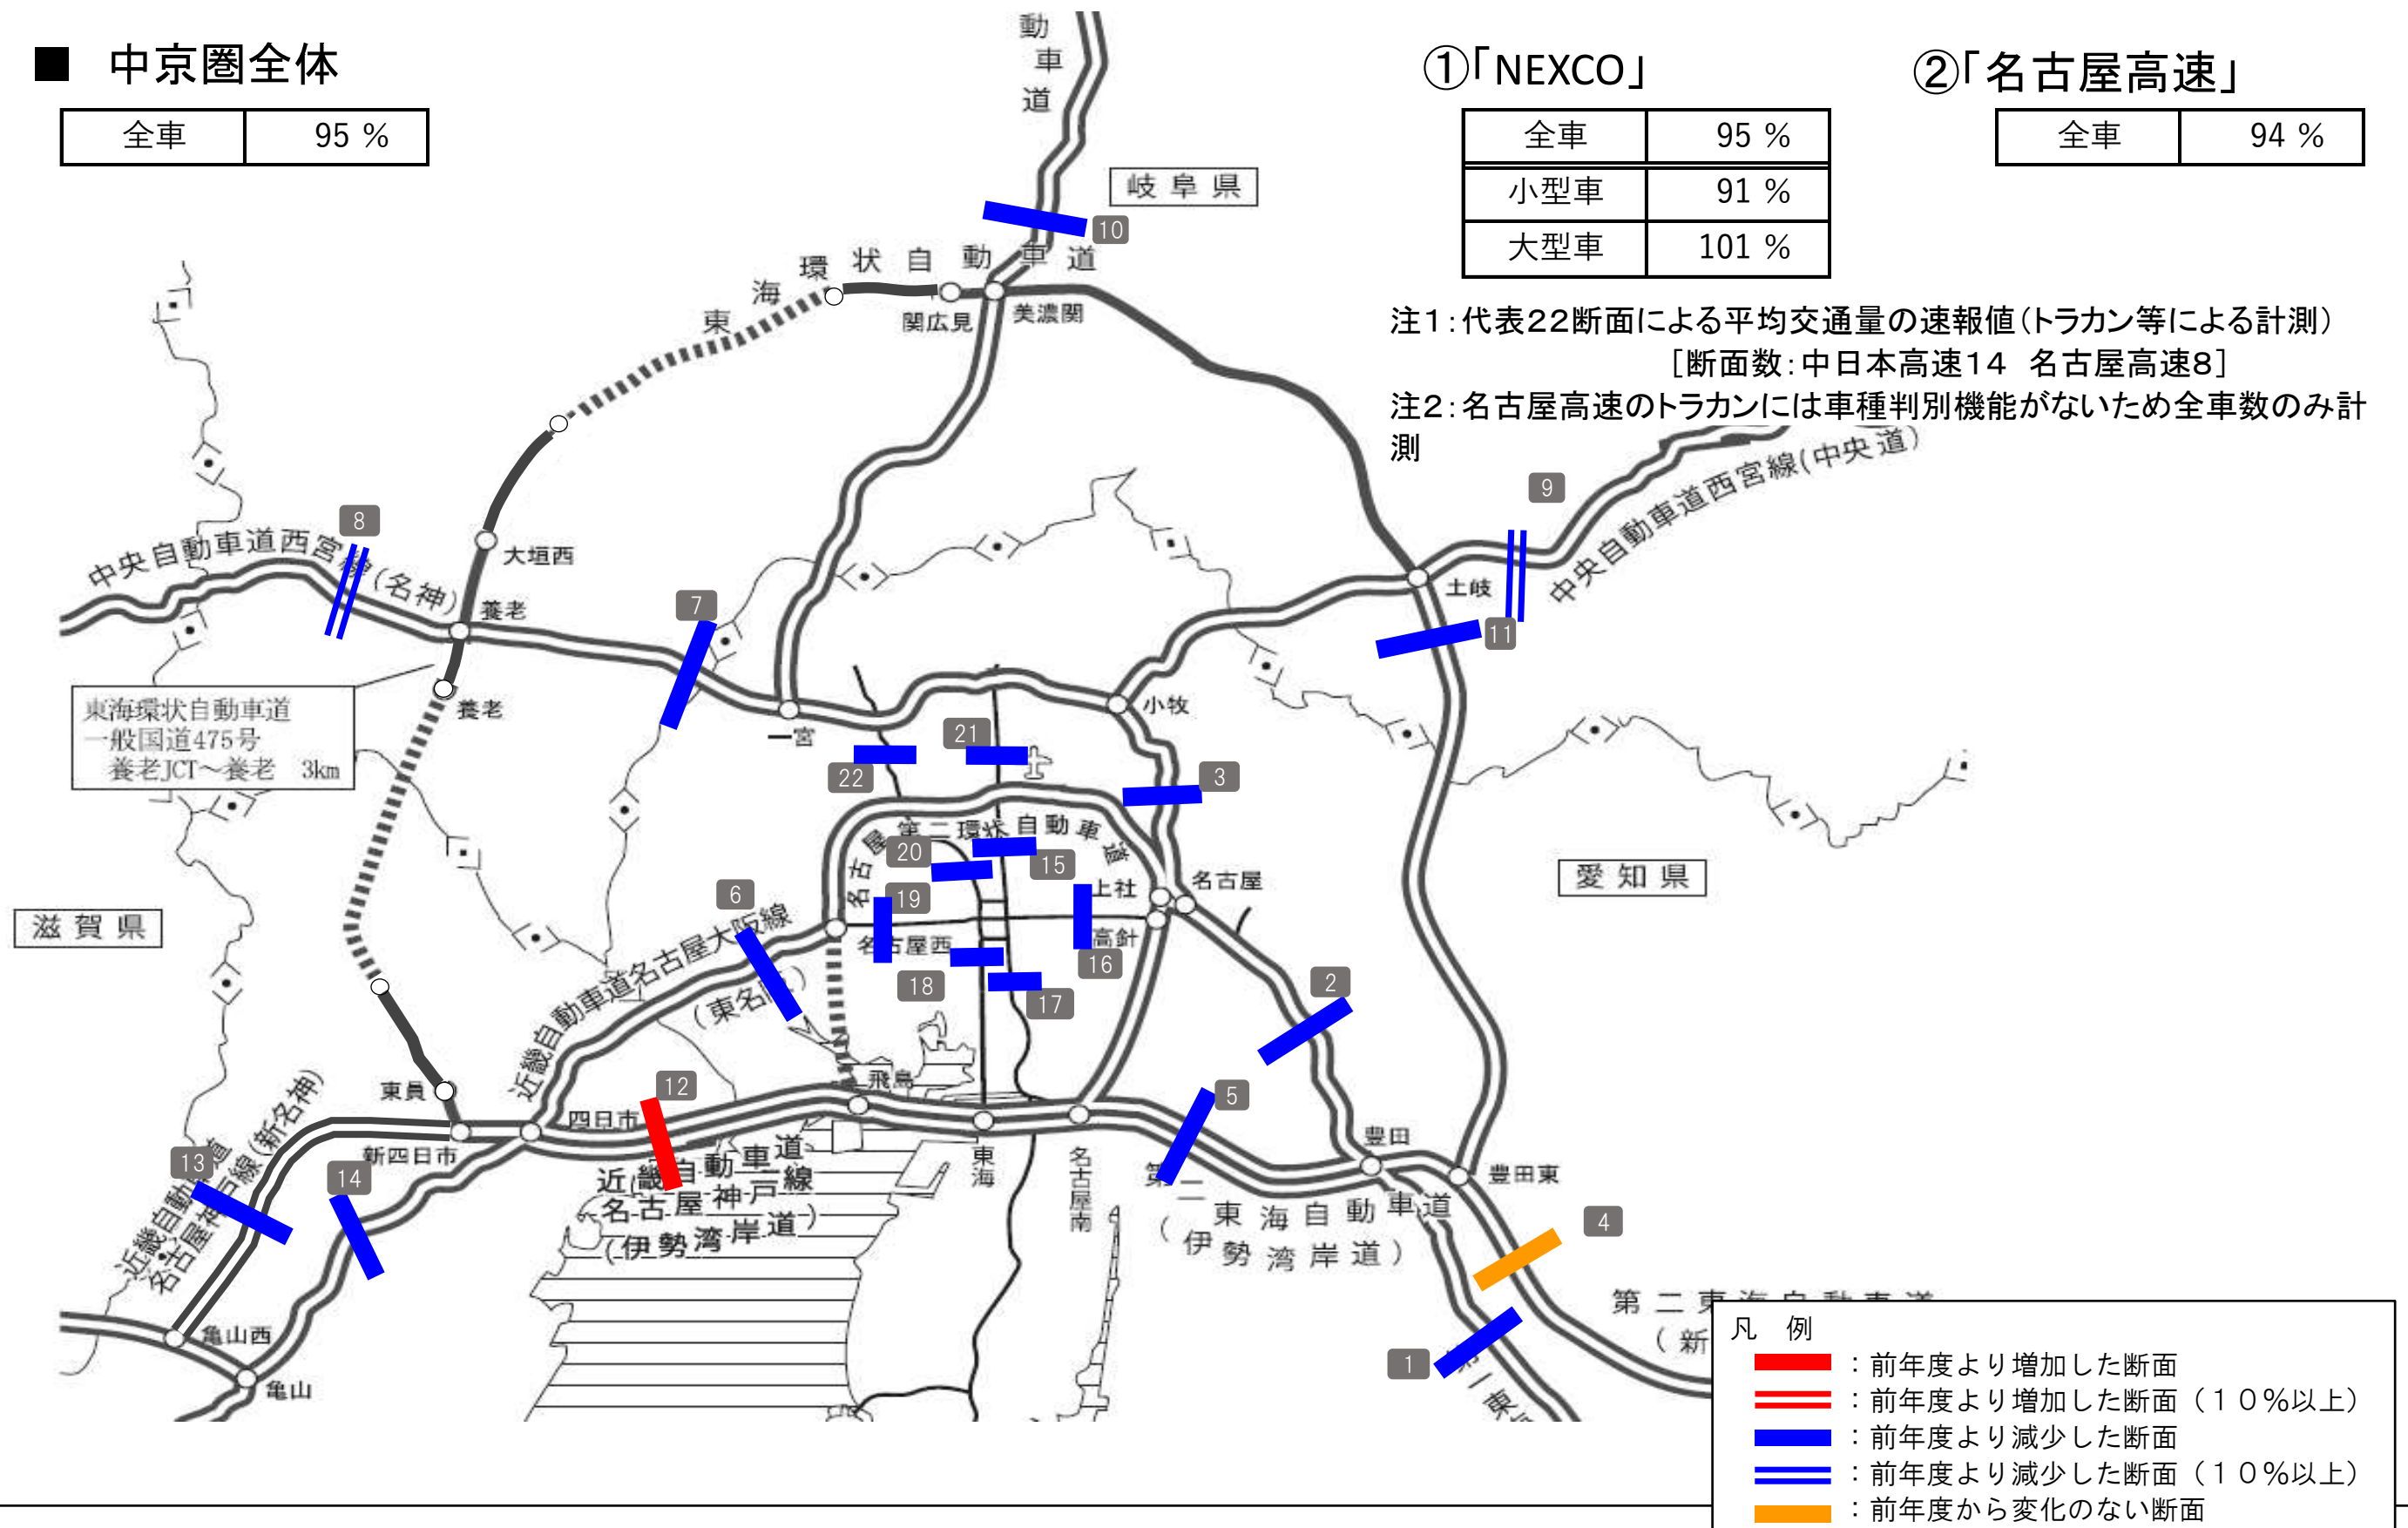 ■ 中京圏全体
全車 95 %
①「NEXCO」
全車 95 %
小型車 91 %
大型車 101 %
②「名古屋高速」
全車 94 %
注1:代表22断面による平均交通量の速報値(トラカン等による計測)
[断面数:中日本高速14 名古屋高速8]
注2:名古屋高速のトラカンには車種判別機能がないため全車数のみ計
測
動車道
岐阜県
10
東海環状自動車道
関広見
美濃関
9
中央自動車道西宮線(中央道)
8
中央自動車道西宮線(名神)
大垣西
養老
7
土岐
11
東海環状自動車道
一般国道475号
養老JCT～養老 3km
養老
一宮
小牧
21
22
3
名古屋第二環状自動車道
20
15
19
上社
名古屋
愛知県
滋賀県
6
近畿自動車道名古屋大阪線
(東名阪)
名古屋西
高針
16
18
17
2
東員
飛島
12
5
四日市
新四日市
13
14
近畿自動車道
名古屋神戸線(新名神)
近畿自動車道
名古屋神戸線
(伊勢湾岸道)
東海
名古屋南
豊田
豊田東
第二東海自動車道
(伊勢湾岸道)
4
亀山西
亀山
1
第一東
第二東海自動車道
(新
凡 例
:前年度より増加した断面
:前年度より増加した断面(10%以上)
:前年度より減少した断面
:前年度より減少した断面(10%以上)
:前年度から変化のない断面